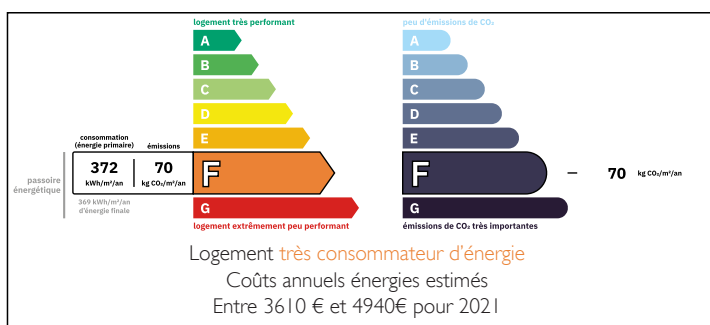 logement très performant
A
B
C
D
E
F
G
logement extrêmement peu performant
consommation
(énergie primaire)
émissions
372
kWh/m²/an
70
kg CO₂/m²/an
passoire
énergétique
369 kWh/m²/an
d'énergie finale
peu d'émissions de CO₂
A
B
C
D
E
F
G
émissions de CO₂ très importantes
70 kg CO₂/m²/an
Logement très consommateur d'énergie
Coûts annuels énergies estimés
Entre 3610 € et 4940€ pour 2021